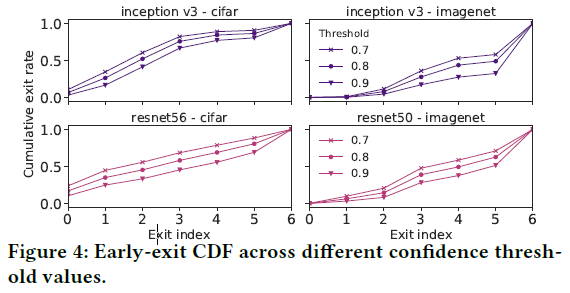 inception v3 - cifar
inception v3 - imagenet
1.0
0.5
0.0
Threshold
0.7
0.8
0.9
Cumulative exit rate
resnet56 - cifar
resnet50 - imagenet
1.0
0.5
0.0
0.7
0.8
0.9
0 1 2 3 4 5 6
0 1 2 3 4 5 6
Exit index
Exit index
Figure 4: Early-exit CDF across different confidence thresh-
old values.